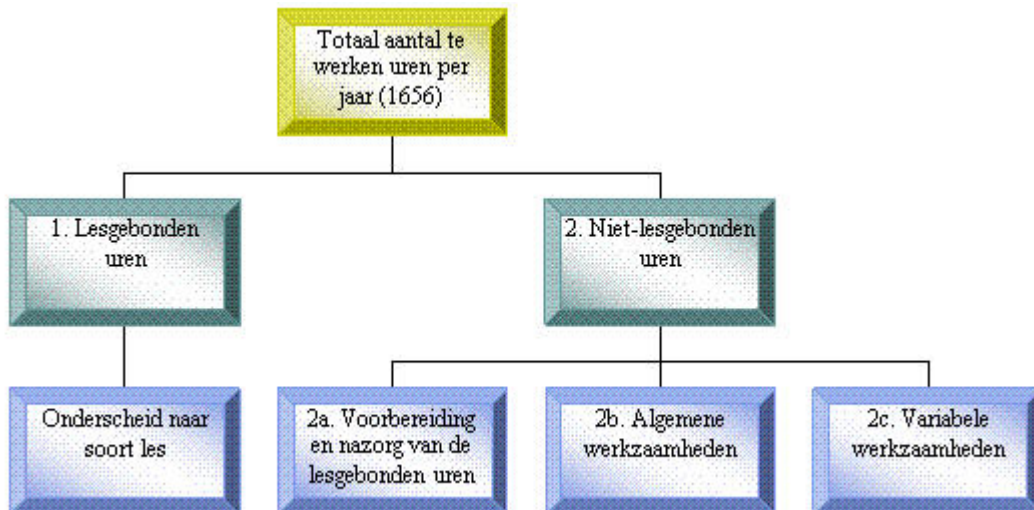 Totaal aantal te
werken uren per
jaar (1656)
1. Lesgebonden
uren
2. Niet-lesgebonden
uren
Onderscheid naar
soort les
2a. Voorbereiding
en nazorg van de
lesgebonden uren
2b. Algemene
werkzaamheden
2c. Variabele
werkzaamheden